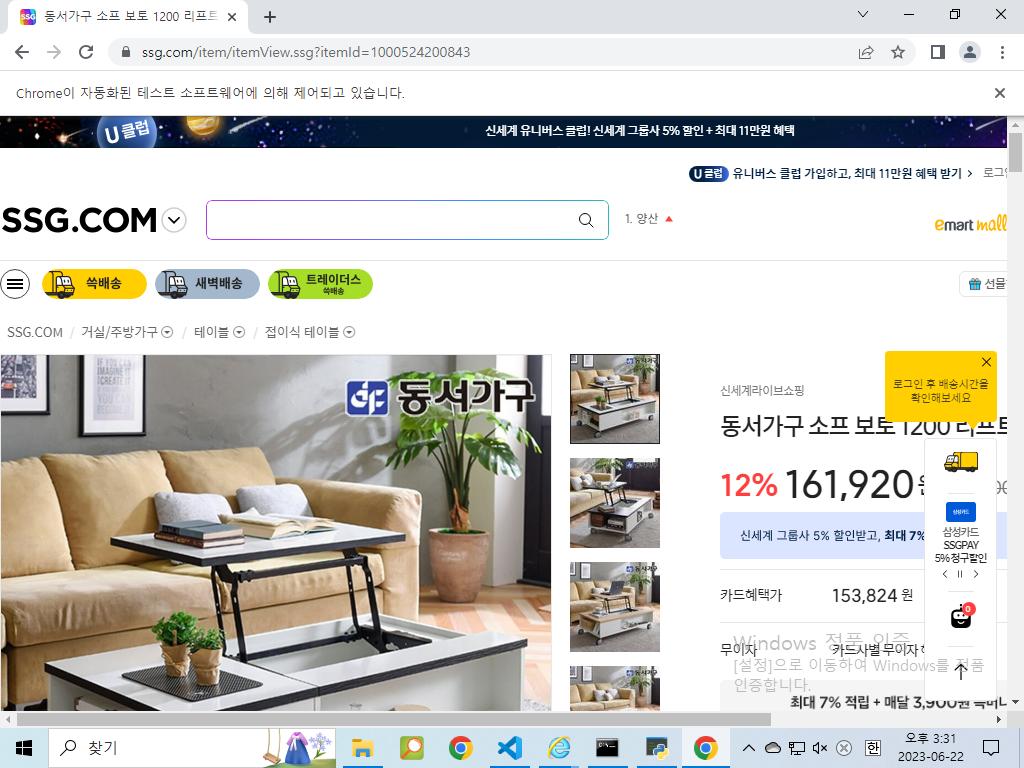 동서가구 소프 보토 1200 리프트
ssg.com/item/itemView.ssg?itemId=1000524200843
Chrome이 자동화된 테스트 소프트웨어에 의해 제어되고 있습니다.
U 클럽
신세계 유니버스 클럽! 신세계 그룹사 5% 할인 + 최대 11만원 혜택
U 클럽 유니버스 클럽 가입하고, 최대 11만원 혜택 받기
SSG.COM
1. 양산
emart mall
쓱배송
새벽배송
트레이더스
쓱배송
선물
SSG.COM / 거실/주방가구 / 테이블 / 접이식 테이블
동서가구
신세계라이브쇼핑
로그인 후 배송시간을
확인해보세요
동서가구 소프 보토 1200 리프트
12% 161,920
신세계 그룹사 5% 할인받고, 최대 7%
삼성카드
삼성카드
SSGPAY
5% 청구할인
카드혜택가 153,824 원
0
무이자 카드사별 무이자
Windows 정품 인증
[설정]으로 이동하여 Windows를 정품
인증합니다.
최대 7% 적립 + 매달 3,900원
찾기
한
오후 3:31
2023-06-22